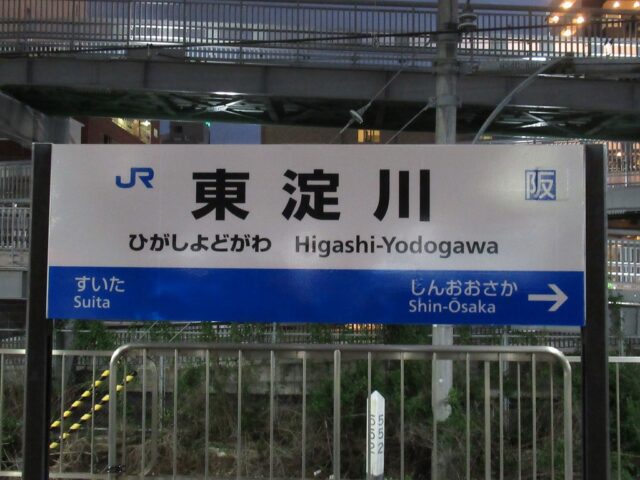 JR 東淀川 阪
ひがしよどがわ Higashi-Yodogawa
すいた じんおおさか
Suita Shin-Ōsaka